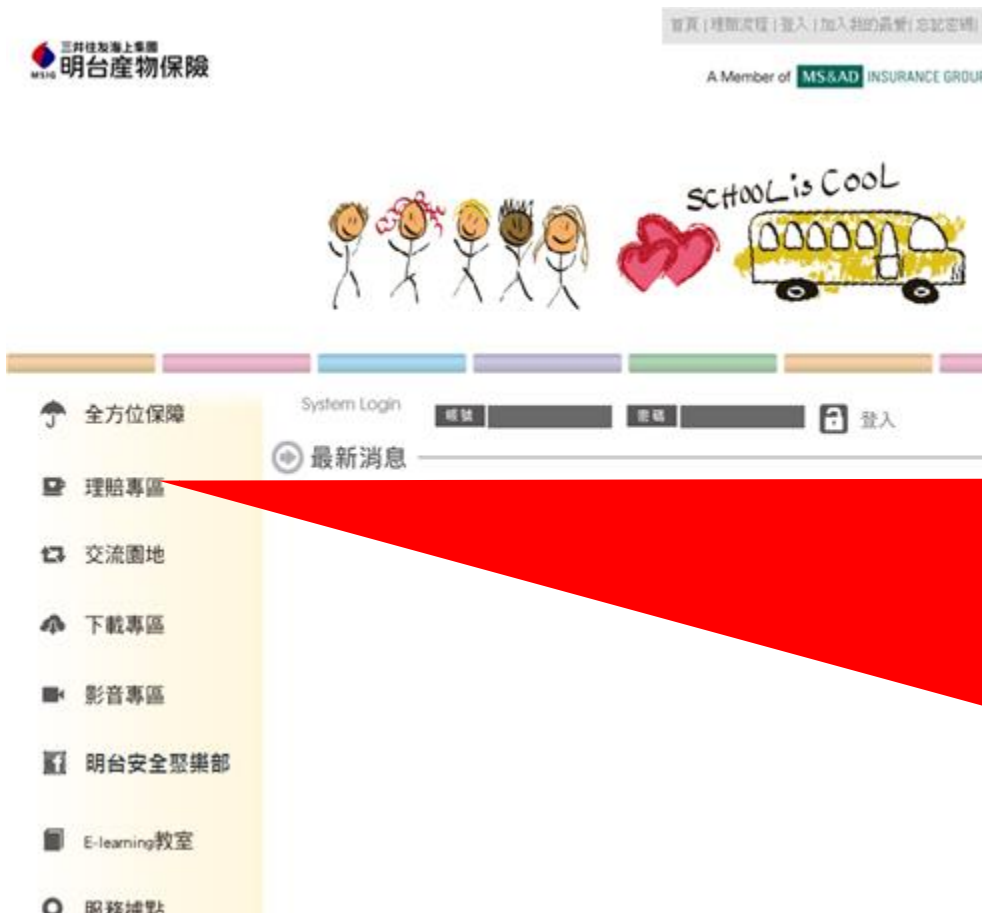 首頁 | 理賠流程 | 登入 | 加入我的最愛 | 忘記密碼|
三井住友海上集團
MSIG 明台產物保險
A Member of MS&AD INSURANCE GROUP
SCHOOL is COOL
全方位保障
System Login 帳號 密碼 登入
最新消息
理賠專區
交流園地
下載專區
影音專區
明台安全聚樂部
E-learning教室
服務據點